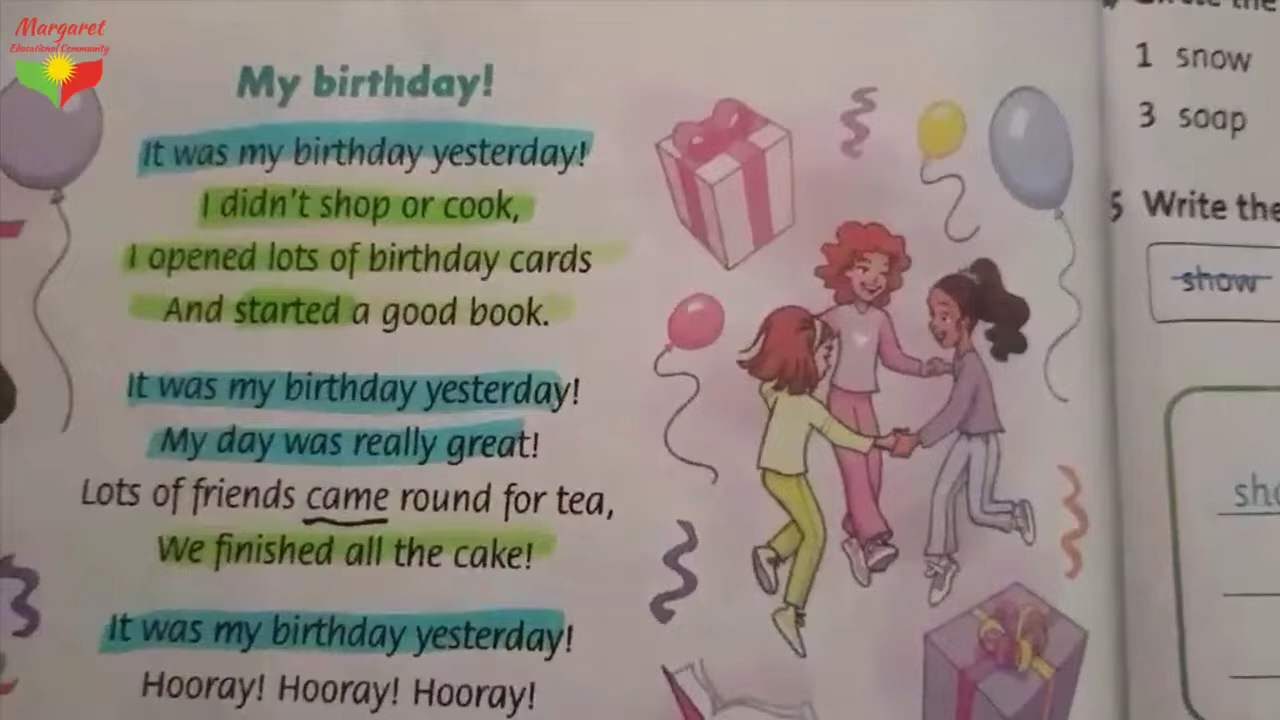 Margaret
Educational Community
My birthday!
It was my birthday yesterday!
I didn't shop or cook,
I opened lots of birthday cards
And started a good book.
It was my birthday yesterday!
My day was really great!
Lots of friends came round for tea,
We finished all the cake!
It was my birthday yesterday!
Hooray! Hooray! Hooray!
1 snow
3 soap
5 Write the
show